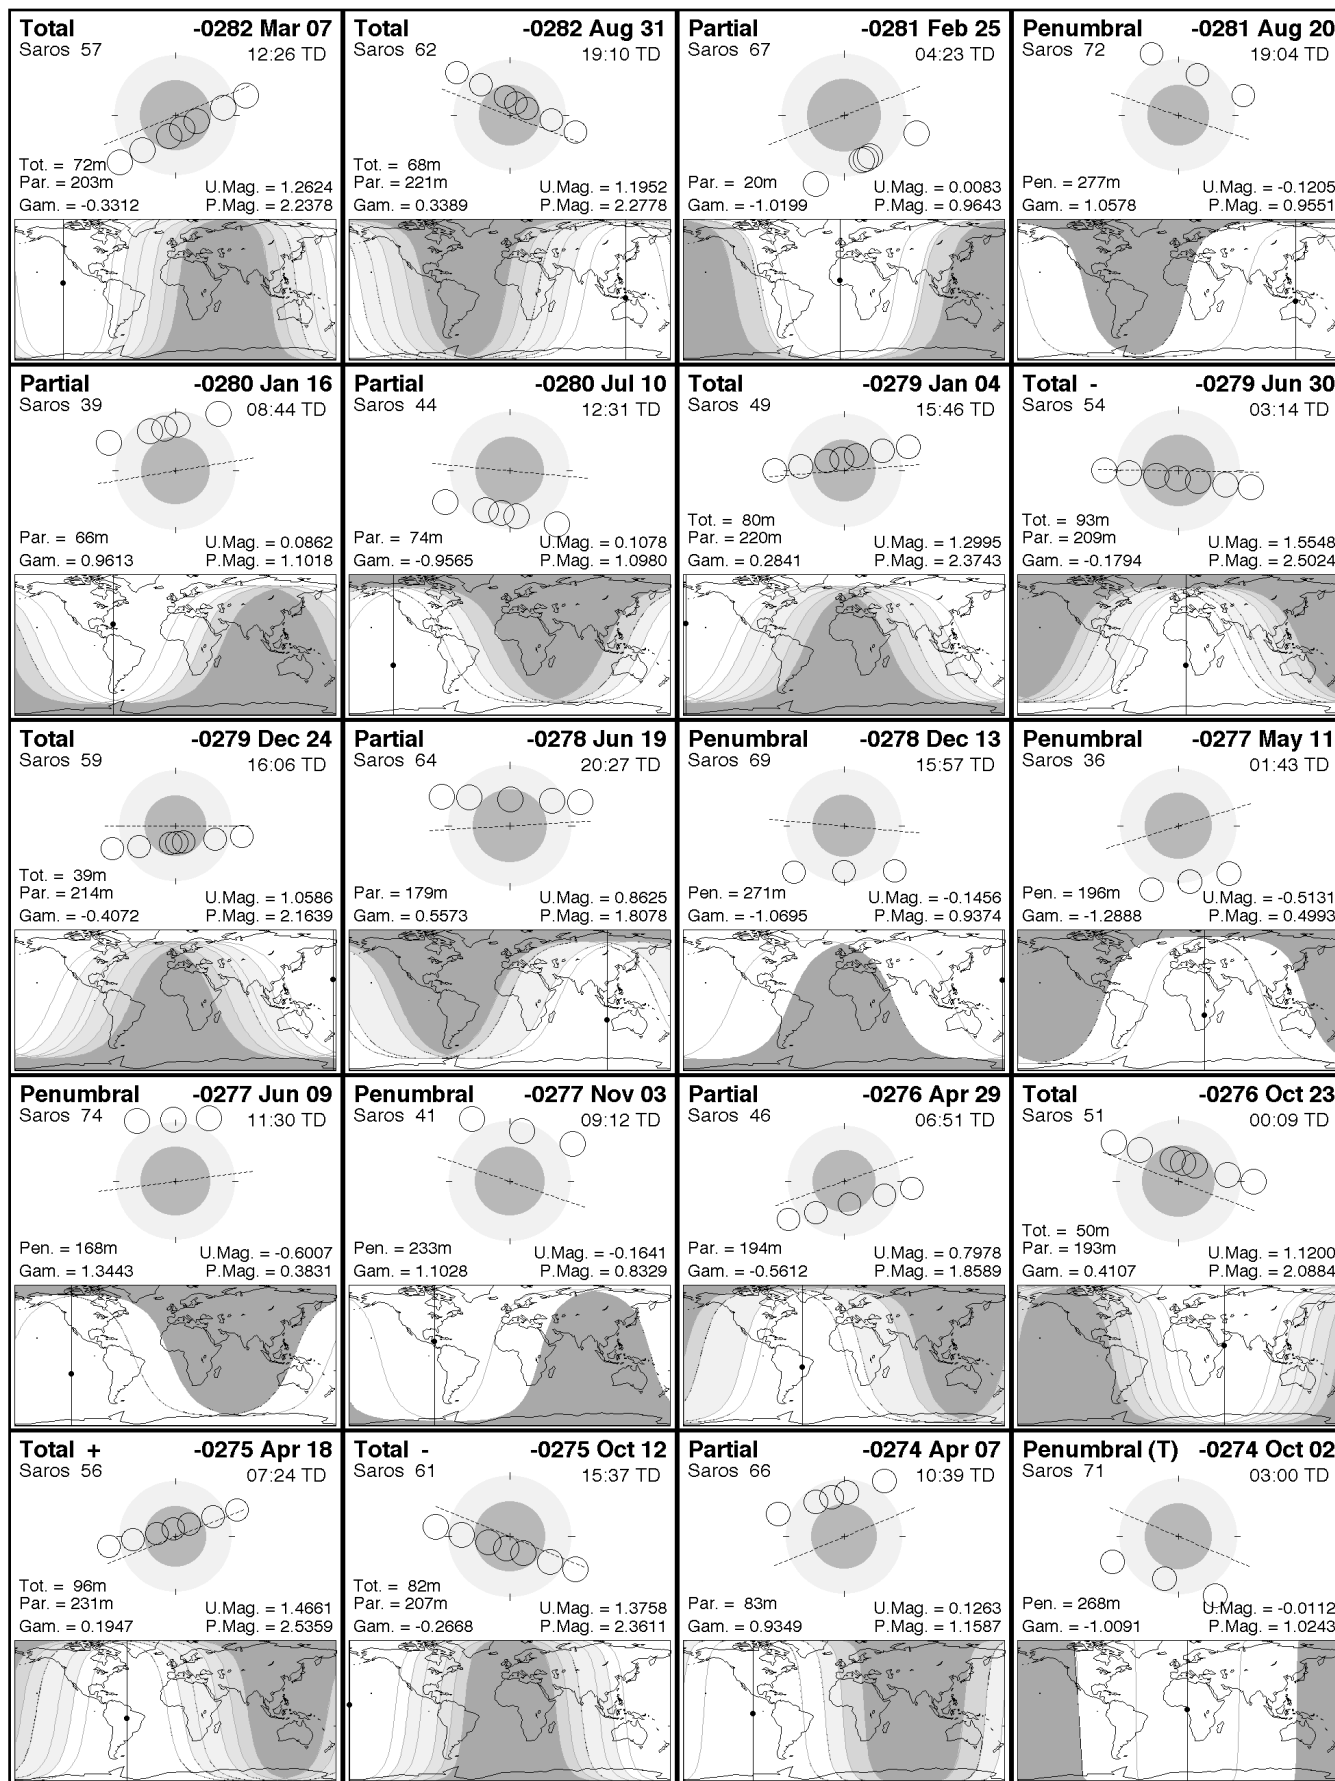 Total -0282 Mar 07
Saros 57 12:26 TD
Tot. = 72m
Par. = 203m U.Mag. = 1.2624
Gam. = -0.3312 P.Mag. = 2.2378
Total -0282 Aug 31
Saros 62 19:10 TD
Tot. = 68m
Par. = 221m U.Mag. = 1.1952
Gam. = 0.3389 P.Mag. = 2.2778
Partial -0281 Feb 25
Saros 67 04:23 TD
Par. = 20m U.Mag. = 0.0083
Gam. = -1.0199 P.Mag. = 0.9643
Penumbral -0281 Aug 20
Saros 72 19:04 TD
Pen. = 277m U.Mag. = -0.1205
Gam. = 1.0578 P.Mag. = 0.9551
Partial -0280 Jan 16
Saros 39 08:44 TD
Par. = 66m U.Mag. = 0.0862
Gam. = 0.9613 P.Mag. = 1.1018
Partial -0280 Jul 10
Saros 44 12:31 TD
Par. = 74m U.Mag. = 0.1078
Gam. = -0.9565 P.Mag. = 1.0980
Total -0279 Jan 04
Saros 49 15:46 TD
Tot. = 80m
Par. = 220m U.Mag. = 1.2995
Gam. = 0.2841 P.Mag. = 2.3743
Total - -0279 Jun 30
Saros 54 03:14 TD
Tot. = 93m
Par. = 209m U.Mag. = 1.5548
Gam. = -0.1794 P.Mag. = 2.5024
Total -0279 Dec 24
Saros 59 16:06 TD
Tot. = 39m
Par. = 214m U.Mag. = 1.0586
Gam. = -0.4072 P.Mag. = 2.1639
Partial -0278 Jun 19
Saros 64 20:27 TD
Par. = 179m U.Mag. = 0.8625
Gam. = 0.5573 P.Mag. = 1.8078
Penumbral -0278 Dec 13
Saros 69 15:57 TD
Pen. = 271m U.Mag. = -0.1456
Gam. = -1.0695 P.Mag. = 0.9374
Penumbral -0277 May 11
Saros 36 01:43 TD
Pen. = 196m U.Mag. = -0.5131
Gam. = -1.2888 P.Mag. = 0.4993
Penumbral -0277 Jun 09
Saros 74 11:30 TD
Pen. = 168m U.Mag. = -0.6007
Gam. = 1.3443 P.Mag. = 0.3831
Penumbral -0277 Nov 03
Saros 41 09:12 TD
Pen. = 233m U.Mag. = -0.1641
Gam. = 1.1028 P.Mag. = 0.8329
Partial -0276 Apr 29
Saros 46 06:51 TD
Par. = 194m U.Mag. = 0.7978
Gam. = -0.5612 P.Mag. = 1.8589
Total -0276 Oct 23
Saros 51 00:09 TD
Tot. = 50m
Par. = 193m U.Mag. = 1.1200
Gam. = 0.4107 P.Mag. = 2.0884
Total + -0275 Apr 18
Saros 56 07:24 TD
Tot. = 96m
Par. = 231m U.Mag. = 1.4661
Gam. = 0.1947 P.Mag. = 2.5359
Total - -0275 Oct 12
Saros 61 15:37 TD
Tot. = 82m
Par. = 207m U.Mag. = 1.3758
Gam. = -0.2668 P.Mag. = 2.3611
Partial -0274 Apr 07
Saros 66 10:39 TD
Par. = 83m U.Mag. = 0.1263
Gam. = 0.9349 P.Mag. = 1.1587
Penumbral (T) -0274 Oct 02
Saros 71 03:00 TD
Pen. = 268m U.Mag. = -0.0112
Gam. = -1.0091 P.Mag. = 1.0243